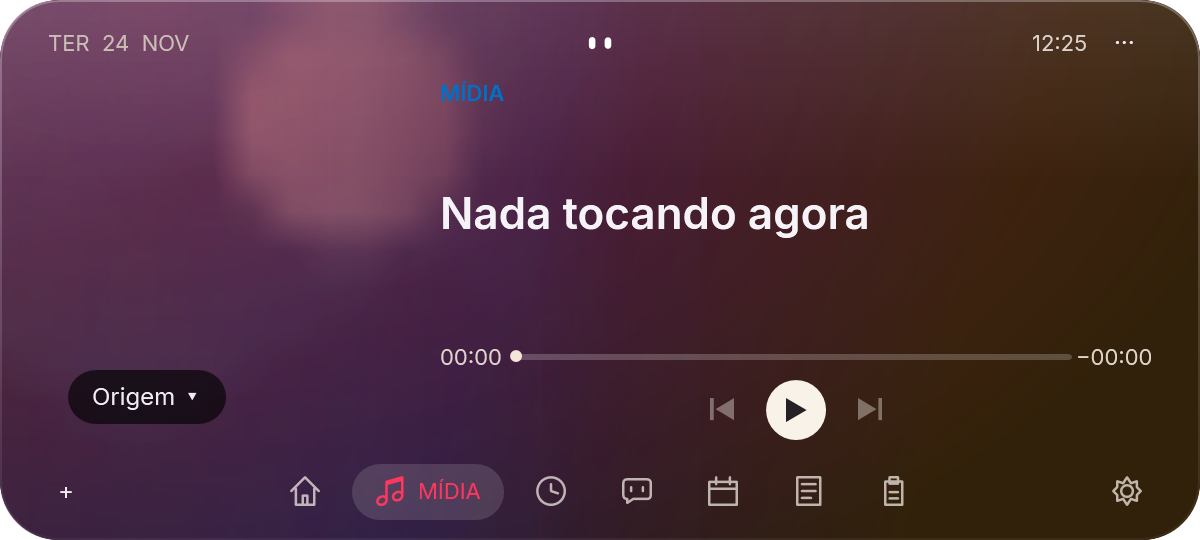 TER 24 NOV
12:25
MÍDIA
Nada tocando agora
00:00
−00:00
Origem
MÍDIA